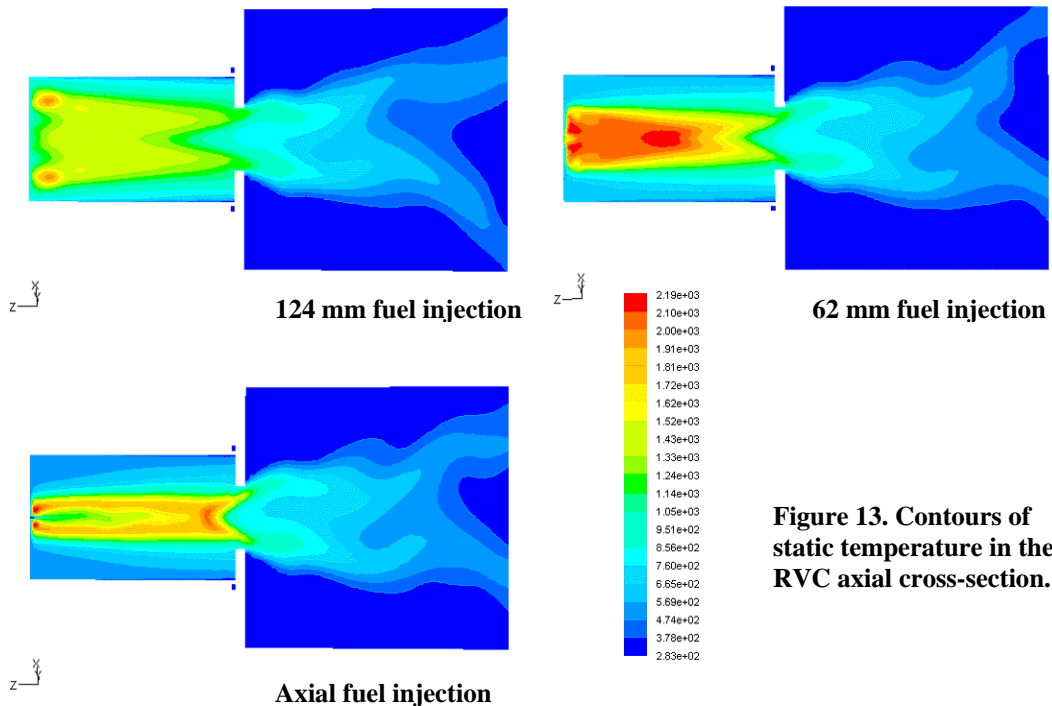 X
Y
Z
124 mm fuel injection
X
Y
Z
62 mm fuel injection
2.19e+03
2.10e+03
2.00e+03
1.91e+03
1.81e+03
1.72e+03
1.62e+03
1.52e+03
1.43e+03
1.33e+03
1.24e+03
1.14e+03
1.05e+03
9.51e+02
8.56e+02
7.60e+02
6.65e+02
5.69e+02
4.74e+02
3.78e+02
2.83e+02
X
Y
Z
Axial fuel injection
Figure 13. Contours of
static temperature in the
RVC axial cross-section.